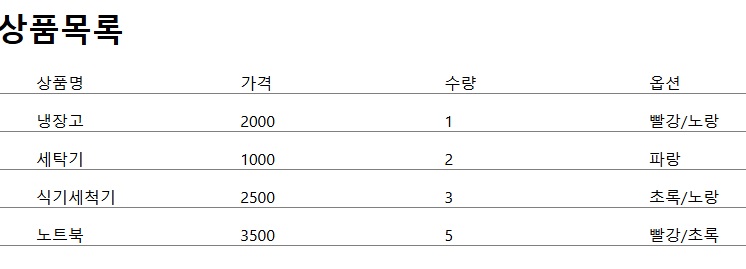 상품목록
상품명 가격 수량 옵션
냉장고 2000 1 빨강/노랑
세탁기 1000 2 파랑
식기세척기 2500 3 초록/노랑
노트북 3500 5 빨강/초록